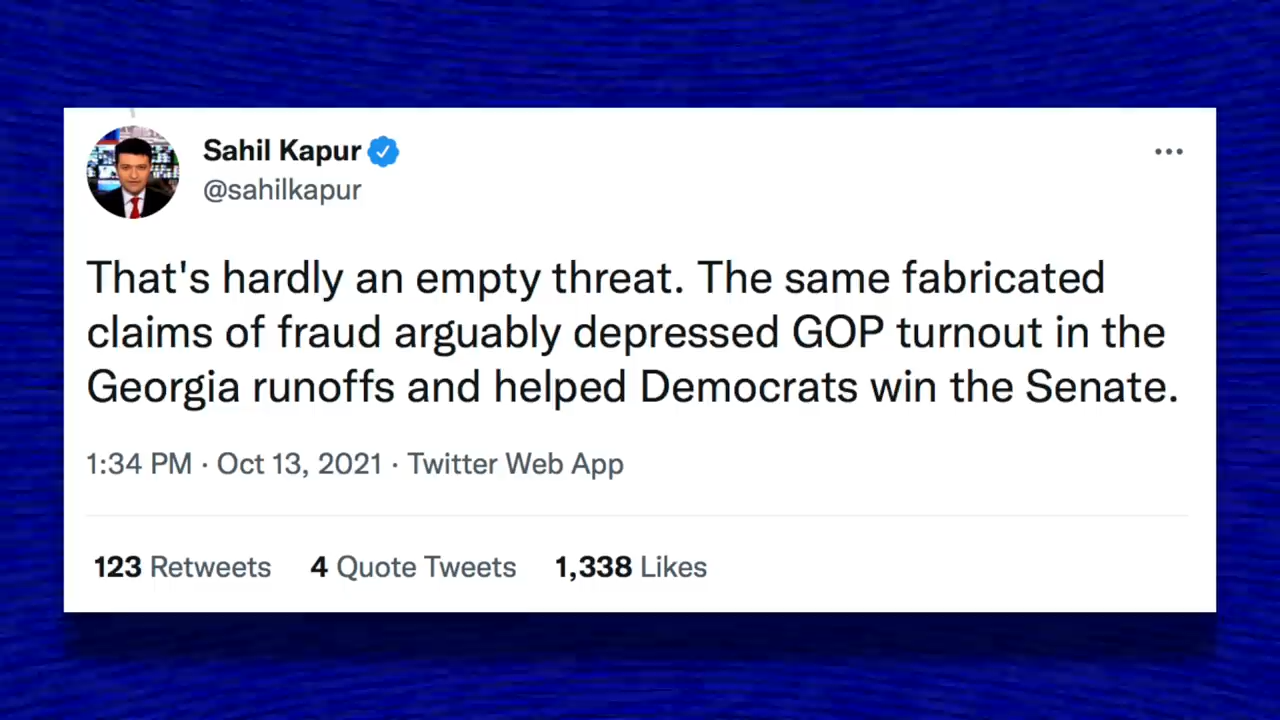 Sahil Kapur
@sahilkapur
That's hardly an empty threat. The same fabricated
claims of fraud arguably depressed GOP turnout in the
Georgia runoffs and helped Democrats win the Senate.
1:34 PM · Oct 13, 2021 · Twitter Web App
123 Retweets 4 Quote Tweets 1,338 Likes